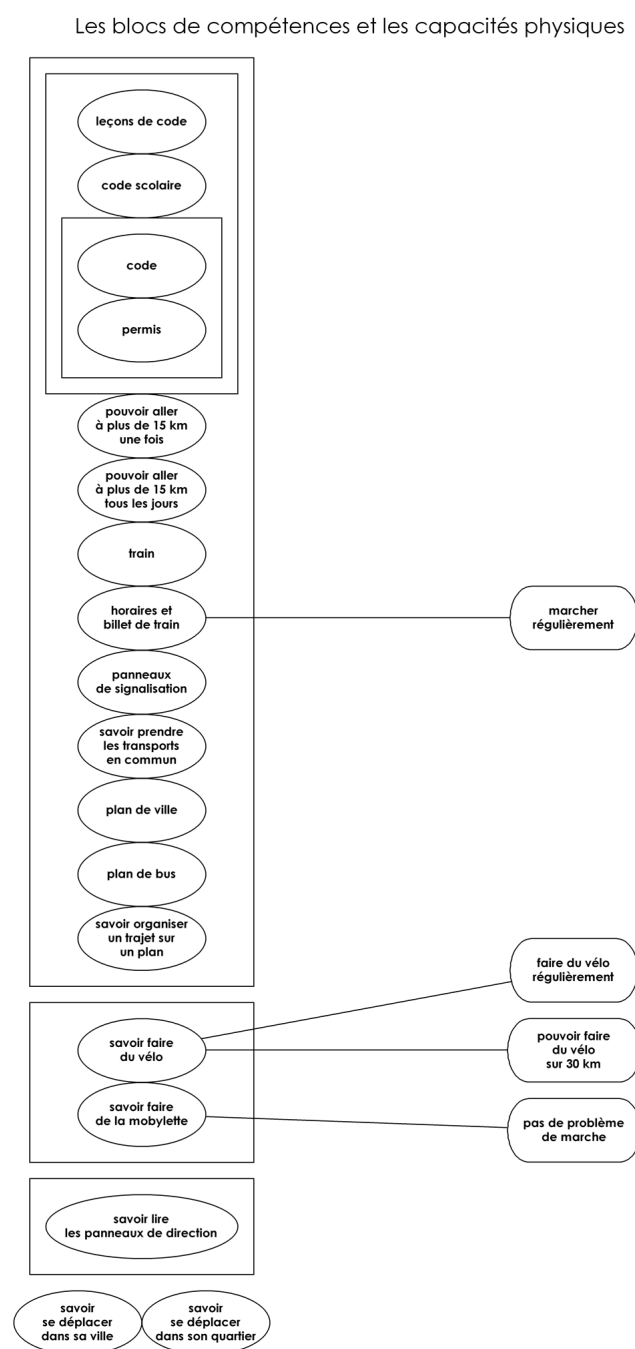 Les blocs de compétences et les capacités physiques
leçons de code
code scolaire
code
permis
pouvoir aller
à plus de 15 km
une fois
pouvoir aller
à plus de 15 km
tous les jours
train
horaires et
billet de train
marcher
régulièrement
panneaux
de signalisation
savoir prendre
les transports
en commun
plan de ville
plan de bus
savoir organiser
un trajet sur
un plan
faire du vélo
régulièrement
savoir faire
du vélo
pouvoir faire
du vélo
sur 30 km
savoir faire
de la mobylette
pas de problème
de marche
savoir lire
les panneaux de direction
savoir
se déplacer
dans sa ville
savoir
se déplacer
dans son quartier